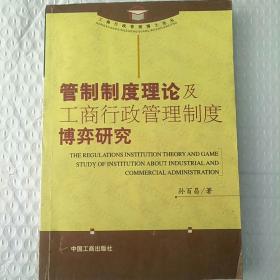 管制制度理论及
工商行政管理制度
博弈研究
THE REGULATIONS INSTITUTION THEORY AND GAME
STUDY OF INSTITUTION ABOUT INDUSTRIAL AND
COMMERCIAL ADMINISTRATION
孙百昌/著
中国工商出版社